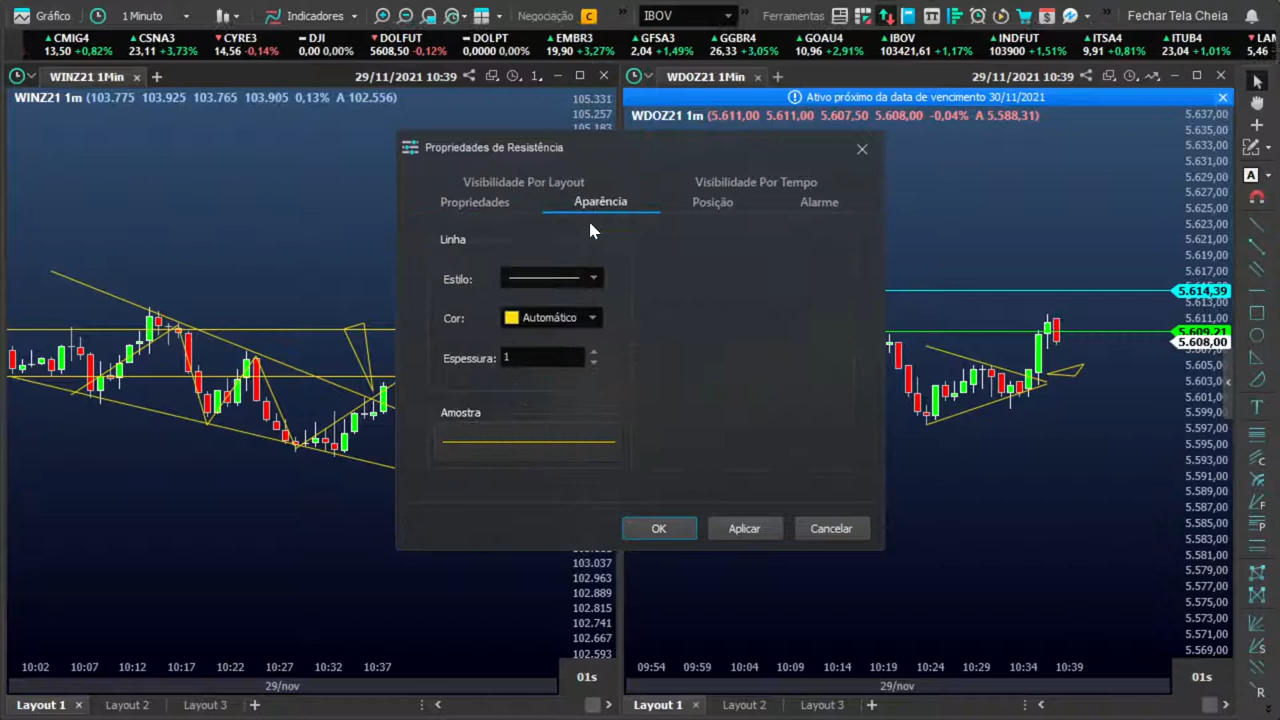 Gráfico
1 Minuto
Indicadores
Negociação
C
»
IBOV
»
Ferramentas
»
Fechar Tela Cheia
CMIG4
13,50 +0,82%
CSNA3
23,11 +3,73%
CYRE3
14,56 -0,14%
DJI
0,00 0,00%
DOLFUT
5608,50 -0,12%
DOLPT
0,0000 0,00%
EMBR3
19,90 +3,27%
GFSA3
2,04 +1,49%
GGBR4
26,33 +3,05%
GOAU4
10,96 +2,91%
IBOV
103421,61 +1,17%
INDFUT
103900 +1,51%
ITSA4
9,91 +0,81%
ITUB4
23,04 +1,01%
LAM
5,46
WINZ21 1Min
29/11/2021 10:39
1
WDOZ21 1Min
29/11/2021 10:39
WINZ21 1m (103.775 103.925 103.765 103.905 0,13% A 102.556)
105.331
105.257
105.183
Ativo próximo da data de vencimento 30/11/2021
WDOZ21 1m (5.611,00 5.611,00 5.607,50 5.608,00 -0,04% A 5.588,31)
5.637,00
5.635,00
5.633,00
5.631,00
5.629,00
5.627,00
5.625,00
5.623,00
5.621,00
5.619,00
5.617,00
5.614,39
5.611,00
5.609,21
5.608,00
5.605,00
5.603,00
5.601,00
5.599,00
5.597,00
5.595,00
5.593,00
5.591,00
5.589,00
5.587,00
5.585,00
5.583,00
5.581,00
5.579,00
5.577,00
5.575,00
5.573,00
5.571,00
5.569,00
Propriedades de Resistência
Visibilidade Por Layout
Visibilidade Por Tempo
Propriedades
Aparência
Posição
Alarme
Linha
Estilo:
Cor:
Automático
Espessura:
1
Amostra
OK
Aplicar
Cancelar
103.037
102.963
102.889
102.815
102.741
102.667
102.593
10:02
10:07
10:12
10:17
10:22
10:27
10:32
10:37
29/nov
01s
09:54
09:59
10:04
10:09
10:14
10:19
10:24
10:29
10:34
10:39
29/nov
01s
Layout 1
Layout 2
Layout 3
Layout 1
Layout 2
Layout 3
A
T
C
F
P
S
R